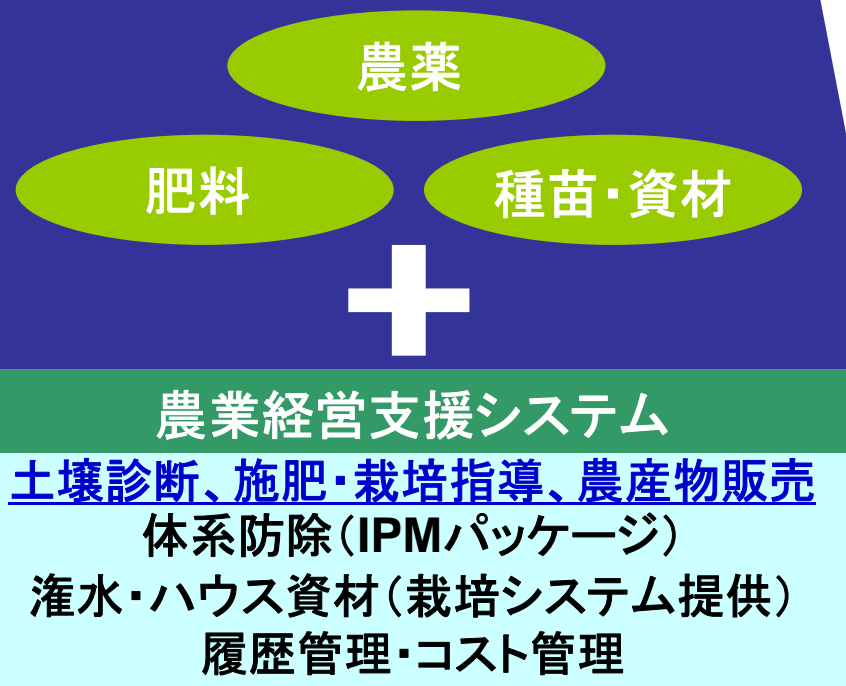 農薬
肥料
種苗・資材
+
農業経営支援システム
土壌診断、施肥・栽培指導、農産物販売
体系防除(IPMパッケージ)
潅水・ハウス資材(栽培システム提供)
履歴管理・コスト管理